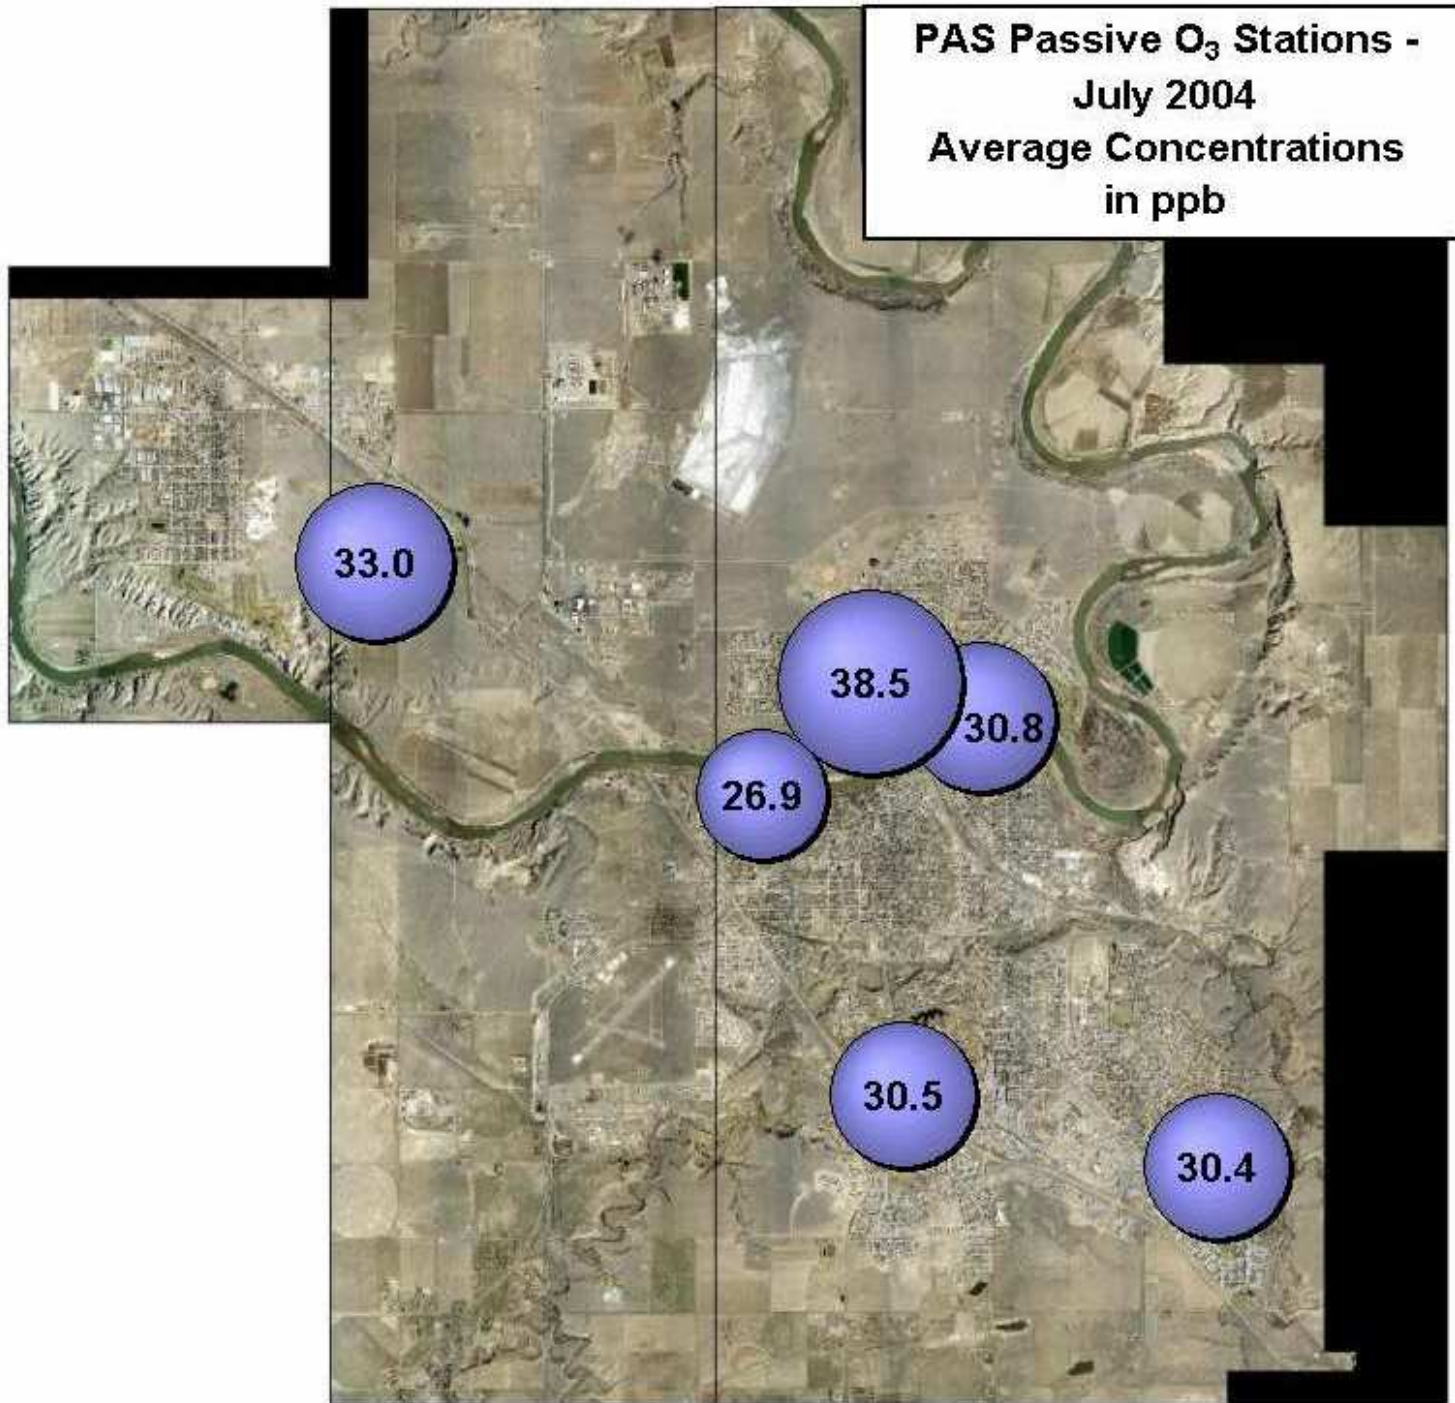 PAS Passive O₃ Stations -
July 2004
Average Concentrations
in ppb
33.0
38.5
30.8
26.9
30.5
30.4